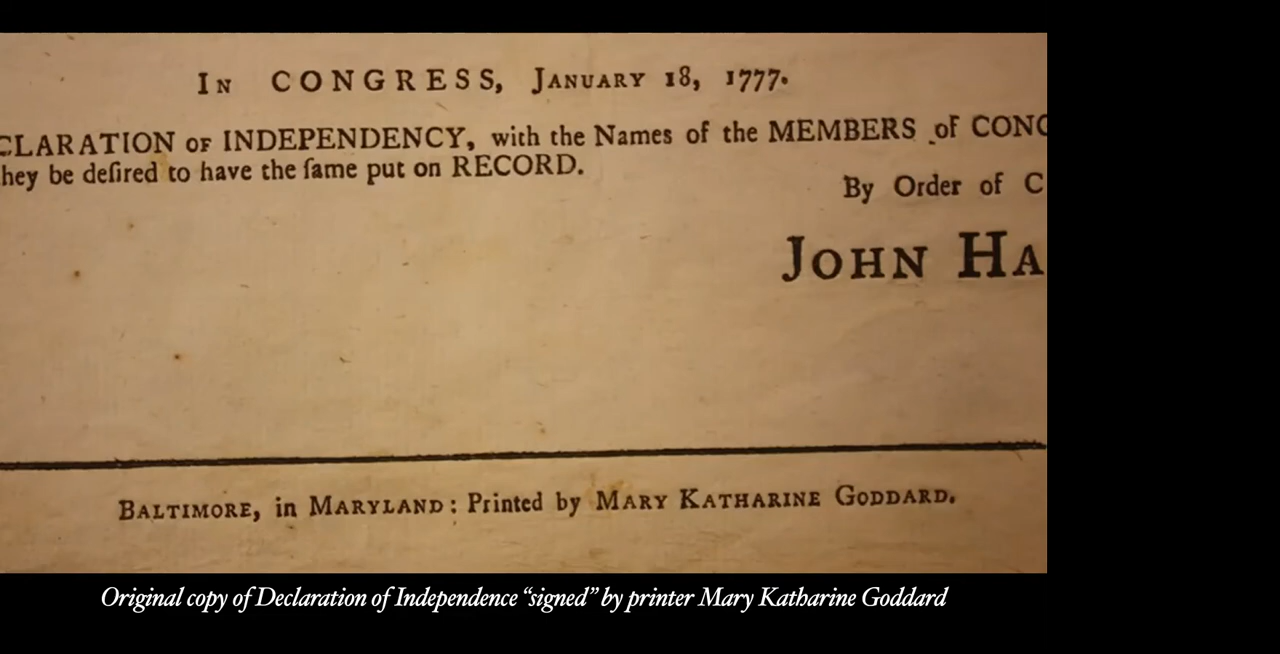 In CONGRESS, January 18, 1777.
CLARATION of INDEPENDENCY, with the Names of the MEMBERS of CONG
hey be deſired to have the ſame put on RECORD.
By Order of C
John Ha
Baltimore, in Maryland: Printed by Mary Katharine Goddard.
Original copy of Declaration of Independence “signed” by printer Mary Katharine Goddard